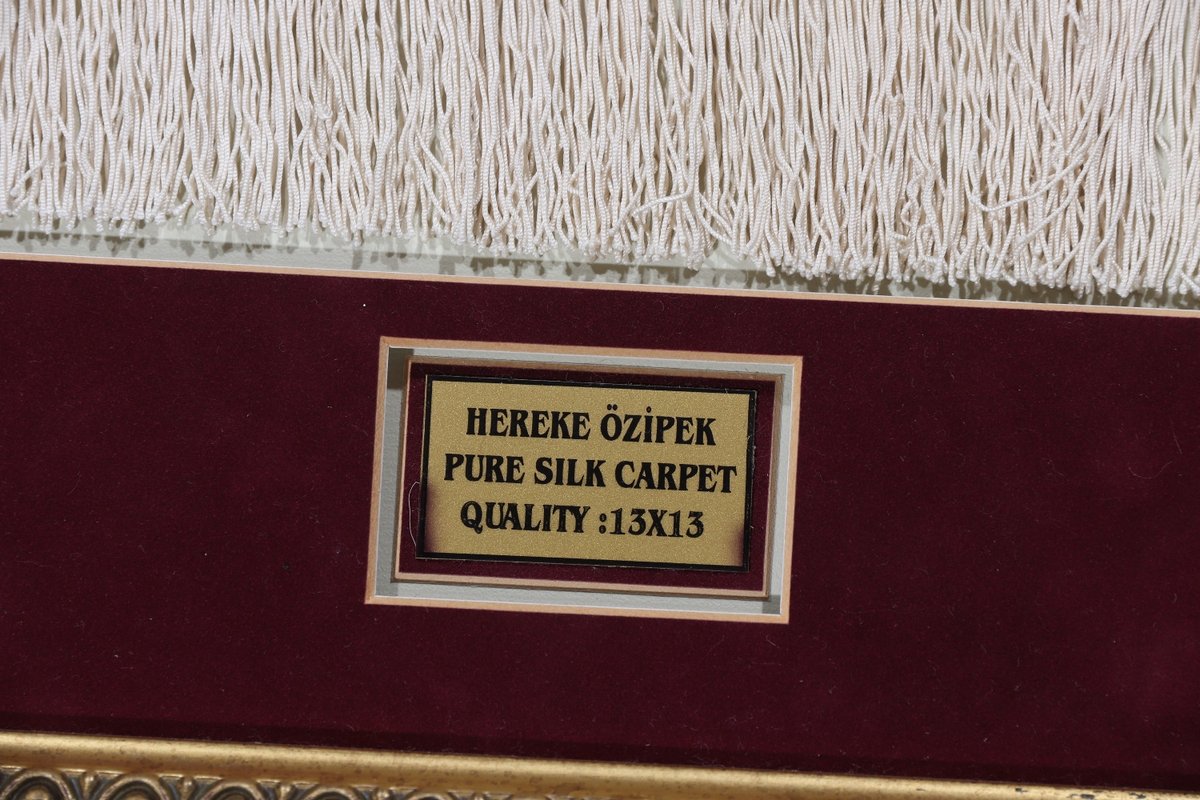 HEREKE ÖZİPEK
PURE SILK CARPET
QUALITY :13X13